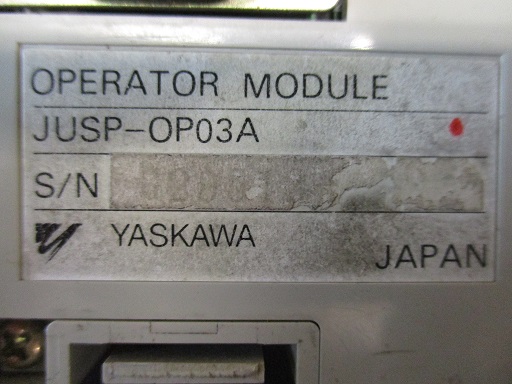 OPERATOR MODULE
JUSP-OP03A
S/N
YASKAWA
JAPAN